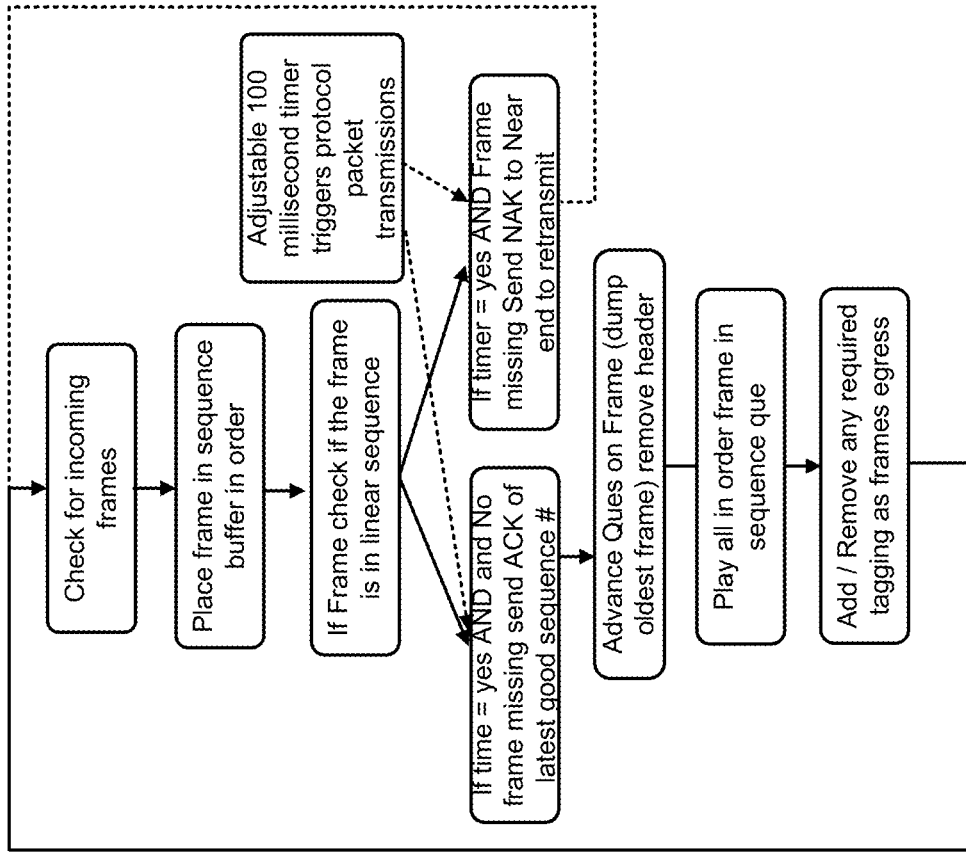 Check for incoming
frames
Place frame in sequence
buffer in order
If Frame check if the frame
is in linear sequence
Adjustable 100
millisecond timer
triggers protocol
packet
transmissions
If time = yes AND and No
frame missing send ACK of
latest good sequence #
If timer = yes AND Frame
missing Send NAK to Near
end to retransmit
Advance Ques on Frame (dump
oldest frame) remove header
Play all in order frame in
sequence que
Add / Remove any required
tagging as frames egress